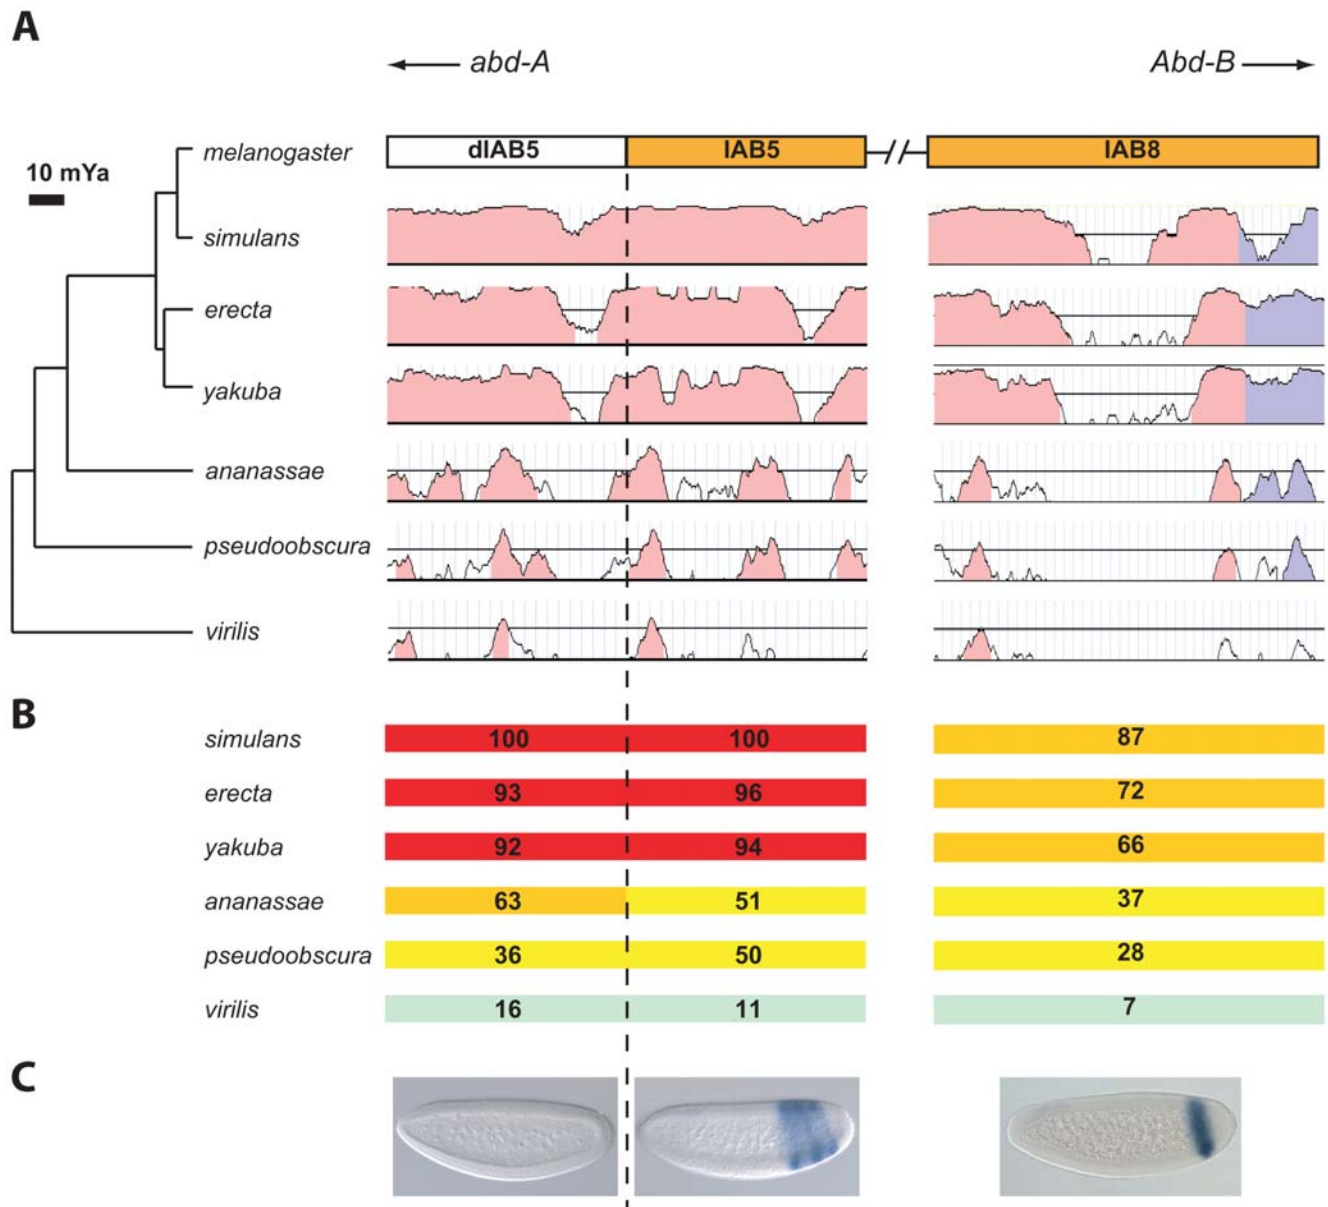 A
abd-A
Abd-B
10 mYa
melanogaster
dIAB5
IAB5
IAB8
simulans
erecta
yakuba
ananassae
pseudoobscura
virilis
B
simulans 100 100 87
erecta 93 96 72
yakuba 92 94 66
ananassae 63 51 37
pseudoobscura 36 50 28
virilis 16 11 7
C